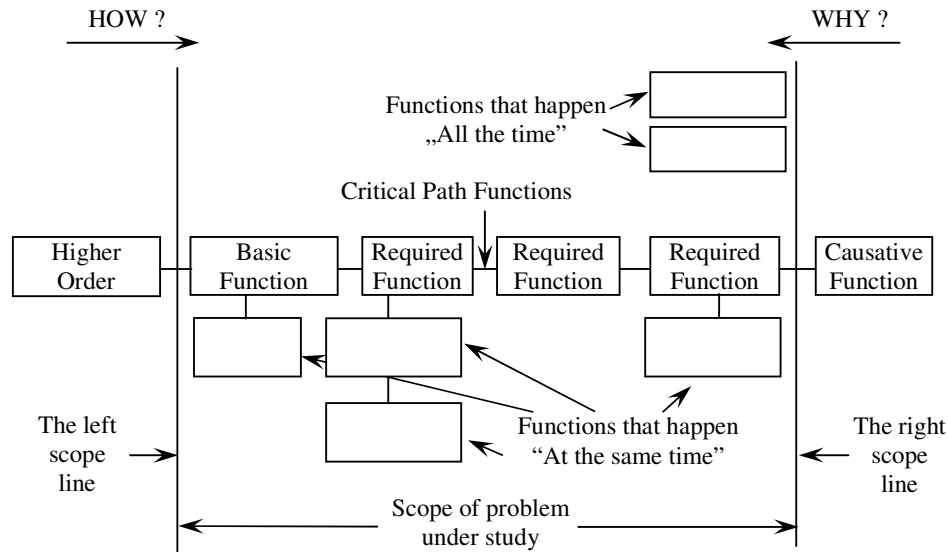 HOW ?
WHY ?
Functions that happen
„All the time”
Critical Path Functions
Higher
Order
Basic
Function
Required
Function
Required
Function
Required
Function
Causative
Function
The left
scope
line
Functions that happen
“At the same time”
The right
scope
line
Scope of problem
under study